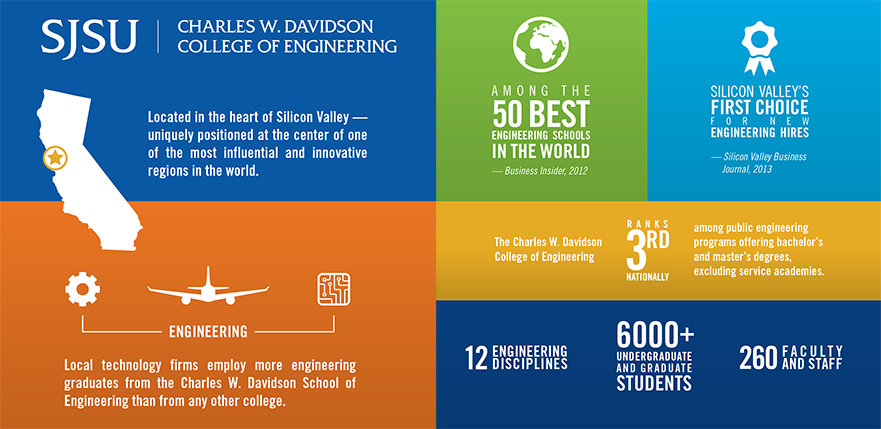 SJSU
CHARLES W. DAVIDSON
COLLEGE OF ENGINEERING
Located in the heart of Silicon Valley —
uniquely positioned at the center of one
of the most influential and innovative
regions in the world.
AMONG THE
50 BEST
ENGINEERING SCHOOLS
IN THE WORLD
— Business Insider, 2012
SILICON VALLEY'S
FIRST CHOICE
FOR NEW
ENGINEERING HIRES
— Silicon Valley Business
Journal, 2013
The Charles W. Davidson
College of Engineering
RANKS
3RD
NATIONALLY
among public engineering
programs offering bachelor's
and master's degrees,
excluding service academies.
ENGINEERING
Local technology firms employ more engineering
graduates from the Charles W. Davidson School of
Engineering than from any other college.
12 ENGINEERING
DISCIPLINES
6000+
UNDERGRADUATE
AND GRADUATE
STUDENTS
260 FACULTY
AND STAFF